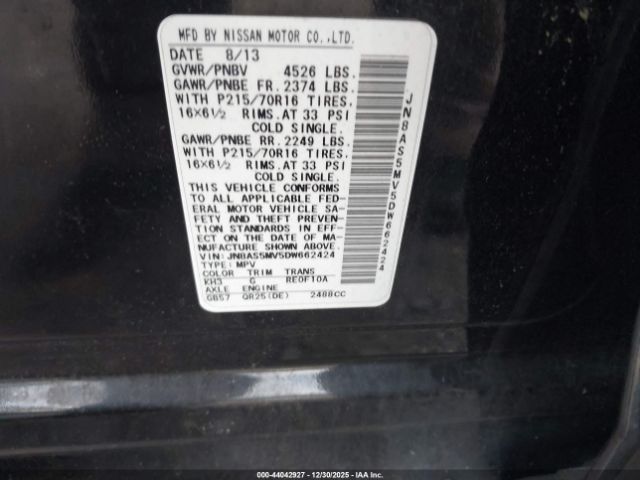 MFD BY NISSAN MOTOR CO.,LTD.
DATE 8/13
GVWR/PNBV 4526 LBS.
GAWR/PNBE FR. 2374 LBS.
WITH P215/70R16 TIRES.
16X6½ RIMS.AT 33 PSI
COLD SINGLE.
GAWR/PNBE RR. 2249 LBS.
WITH P215/70R16 TIRES.
16X6½ RIMS.AT 33 PSI
COLD SINGLE.
THIS VEHICLE CONFORMS
TO ALL APPLICABLE FED-
ERAL MOTOR VEHICLE SA-
FETY AND THEFT PREVEN-
TION STANDARDS IN EFF-
ECT ON THE DATE OF MA-
NUFACTURE SHOWN ABOVE.
VIN:JN8AS5MV5DW662424
TYPE:MPV
COLOR TRIM TRANS
KH3 G RE0F10A
AXLE ENGINE
GB57 QR25(DE) 2488CC
JN8AS5MV5DW662424
000-44042927 - 12/30/2025 - IAA Inc.